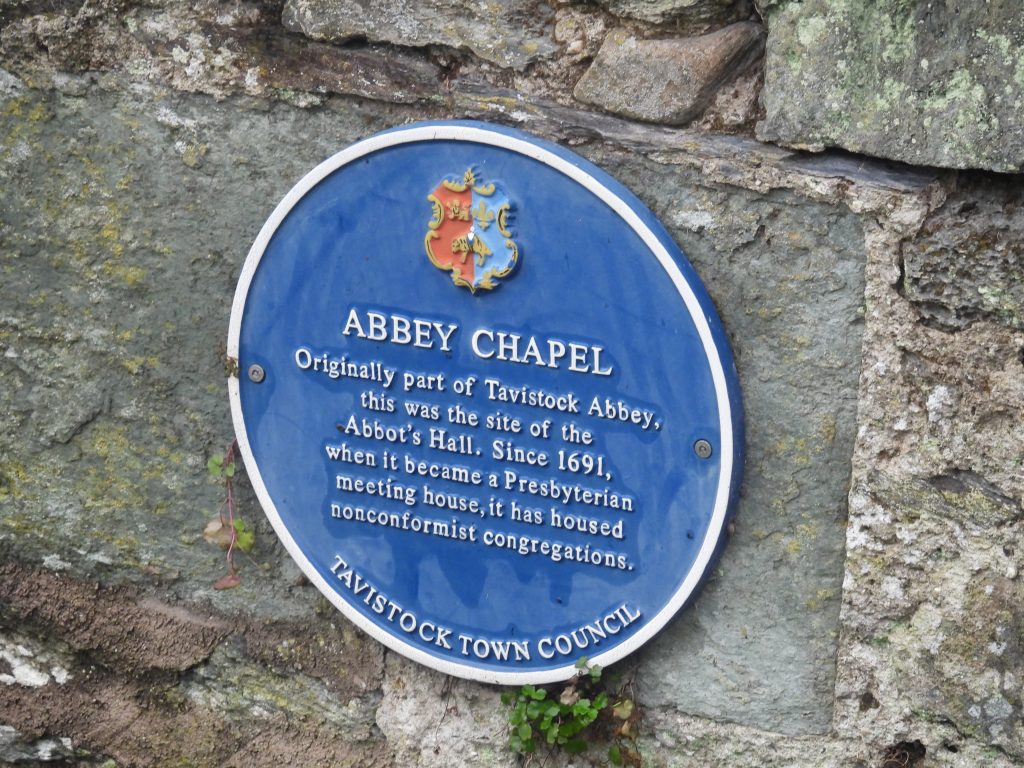 ABBEY CHAPEL
Originally part of Tavistock Abbey,
this was the site of the
Abbot's Hall. Since 1691,
when it became a Presbyterian
meeting house, it has housed
nonconformist congregations.
TAVISTOCK TOWN COUNCIL